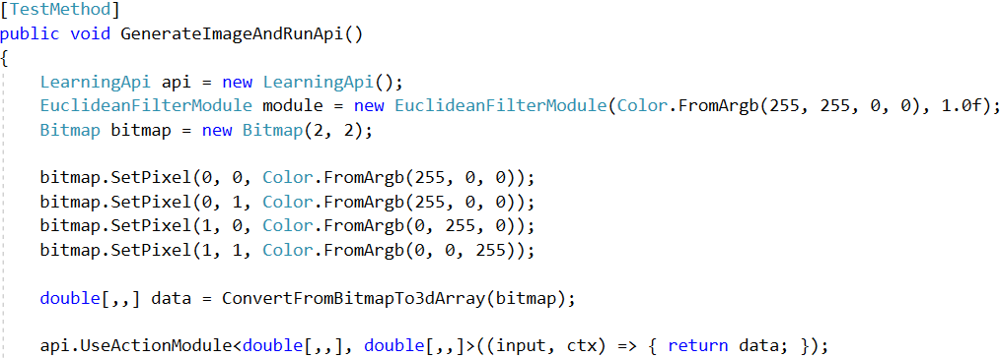 [TestMethod]
public void GenerateImageAndRunApi()
{
LearningApi api = new LearningApi();
EuclideanFilterModule module = new EuclideanFilterModule(Color.FromArgb(255, 255, 0, 0), 1.0f);
Bitmap bitmap = new Bitmap(2, 2);
bitmap.SetPixel(0, 0, Color.FromArgb(255, 0, 0));
bitmap.SetPixel(0, 1, Color.FromArgb(255, 0, 0));
bitmap.SetPixel(1, 0, Color.FromArgb(0, 255, 0));
bitmap.SetPixel(1, 1, Color.FromArgb(0, 0, 255));
double[,,] data = ConvertFromBitmapTo3dArray(bitmap);
api.UseActionModule<double[,,], double[,,]>((input, ctx) => { return data; });